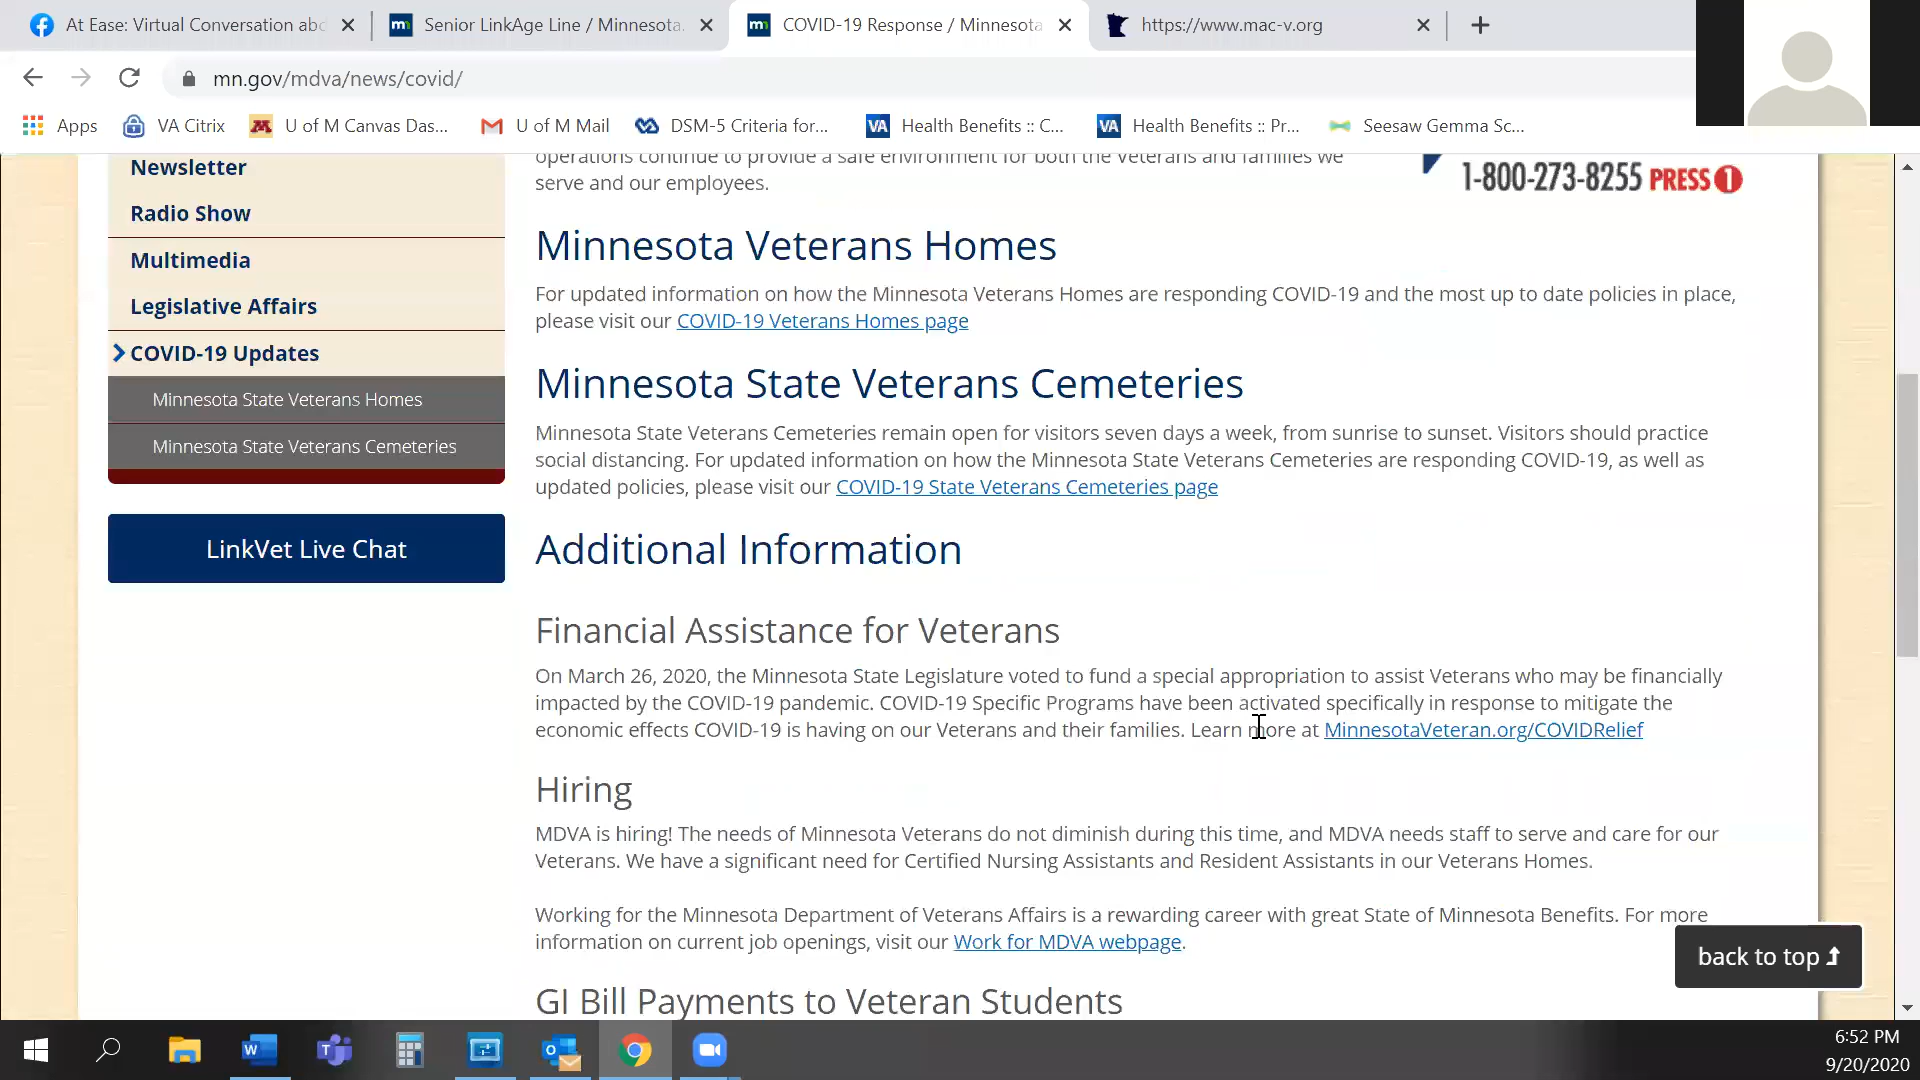 At Ease: Virtual Conversation abc
Senior LinkAge Line / Minnesota.
COVID-19 Response / Minnesota
https://www.mac-v.org
mn.gov/mdva/news/covid/
Apps
VA Citrix
U of M Canvas Das...
U of M Mail
DSM-5 Criteria for...
VA
Health Benefits :: C...
VA
Health Benefits :: Pr...
Seesaw Gemma Sc...
Newsletter
Radio Show
Multimedia
Legislative Affairs
COVID-19 Updates
Minnesota State Veterans Homes
Minnesota State Veterans Cemeteries
LinkVet Live Chat
operations continue to provide a safe environment for both the Veterans and families we
serve and our employees.
1-800-273-8255 PRESS 1
Minnesota Veterans Homes
For updated information on how the Minnesota Veterans Homes are responding COVID-19 and the most up to date policies in place,
please visit our COVID-19 Veterans Homes page
Minnesota State Veterans Cemeteries
Minnesota State Veterans Cemeteries remain open for visitors seven days a week, from sunrise to sunset. Visitors should practice
social distancing. For updated information on how the Minnesota State Veterans Cemeteries are responding COVID-19, as well as
updated policies, please visit our COVID-19 State Veterans Cemeteries page
Additional Information
Financial Assistance for Veterans
On March 26, 2020, the Minnesota State Legislature voted to fund a special appropriation to assist Veterans who may be financially
impacted by the COVID-19 pandemic. COVID-19 Specific Programs have been activated specifically in response to mitigate the
economic effects COVID-19 is having on our Veterans and their families. Learn more at MinnesotaVeteran.org/COVIDRelief
Hiring
MDVA is hiring! The needs of Minnesota Veterans do not diminish during this time, and MDVA needs staff to serve and care for our
Veterans. We have a significant need for Certified Nursing Assistants and Resident Assistants in our Veterans Homes.
Working for the Minnesota Department of Veterans Affairs is a rewarding career with great State of Minnesota Benefits. For more
information on current job openings, visit our Work for MDVA webpage.
back to top
GI Bill Payments to Veteran Students
6:52 PM
9/20/2020